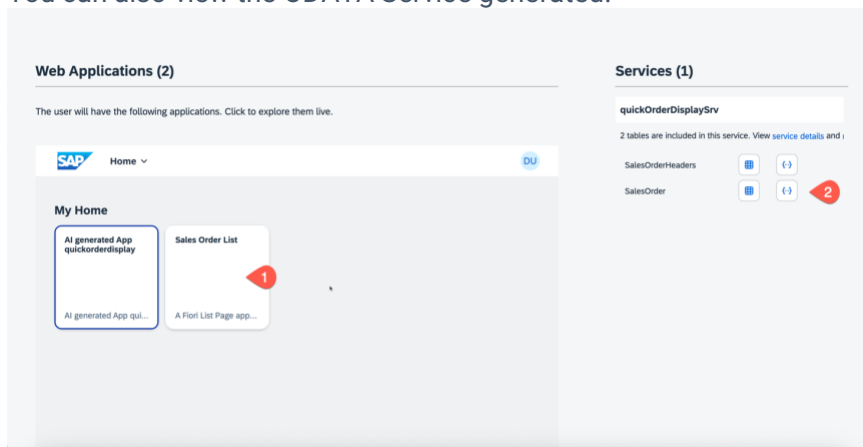 You can also view the ODATA Service generated.
Web Applications (2)
The user will have the following applications. Click to explore them live.
SAP
Home
DU
My Home
AI generated App
quickorderdisplay
AI generated App qui...
Sales Order List
1
A Fiori List Page app...
Services (1)
quickOrderDisplaySrv
2 tables are included in this service. View service details and
SalesOrderHeaders
SalesOrder
2